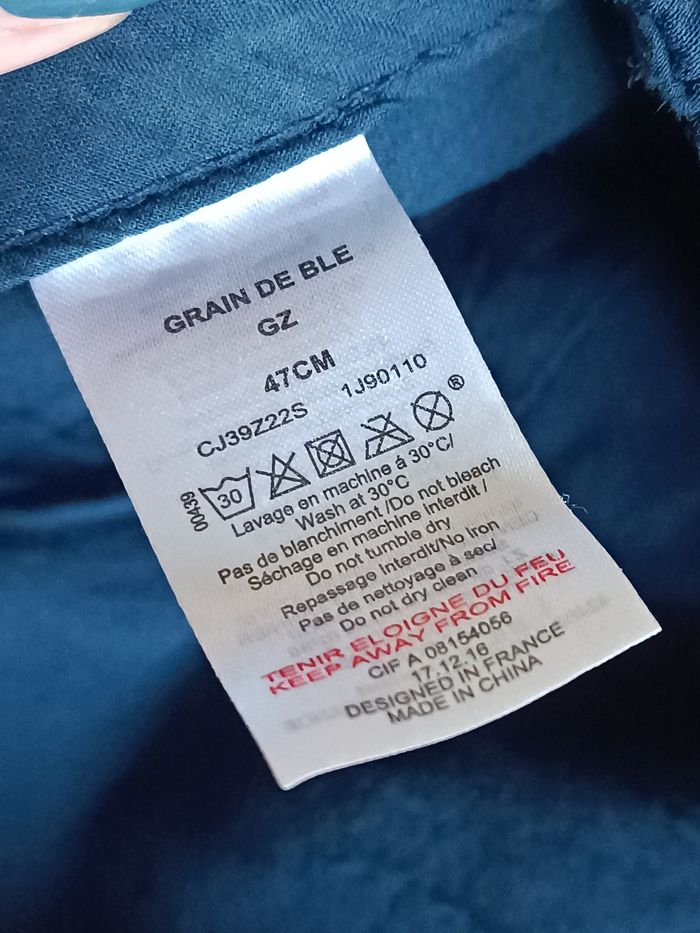 GRAIN DE BLE
GZ
47CM
CJ39Z22S 1J90110
00439
30 ®
Lavage en machine à 30°C/
Wash at 30°C
Pas de blanchiment /Do not bleach
Séchage en machine interdit /
Do not tumble dry
Repassage interdit/No iron
Pas de nettoyage à sec/
Do not dry clean
TENIR ELOIGNE DU FEU
KEEP AWAY FROM FIRE
CIF A 08154056
17.12.16
DESIGNED IN FRANCE
MADE IN CHINA